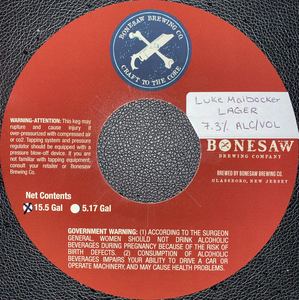 BONESAW BREWING CO
CRAFT TO THE CORE
Luke Maibocker
LAGER
7.3% ALC/VOL
WARNING-ATTENTION: This keg may
rupture and cause injury if
over-pressurized with compressed air
or co2. Tapping system and pressure
regulator should be equipped with a
pressure blow-off device. If you are
not familiar with tapping equipment,
consult your retailer or Bonesaw
Brewing Co.
BONESAW
BREWING COMPANY
BREWED BY BONESAW BREWING CO.
GLASSBORO, NEW JERSEY
Net Contents
15.5 Gal
5.17 Gal
GOVERNMENT WARNING: (1) ACCORDING TO THE SURGEON
GENERAL, WOMEN SHOULD NOT DRINK ALCOHOLIC
BEVERAGES DURING PREGNANCY BECAUSE OF THE RISK OF
BIRTH DEFECTS. (2) CONSUMPTION OF ALCOHOLIC
BEVERAGES IMPAIRS YOUR ABILITY TO DRIVE A CAR OR
OPERATE MACHINERY, AND MAY CAUSE HEALTH PROBLEMS.